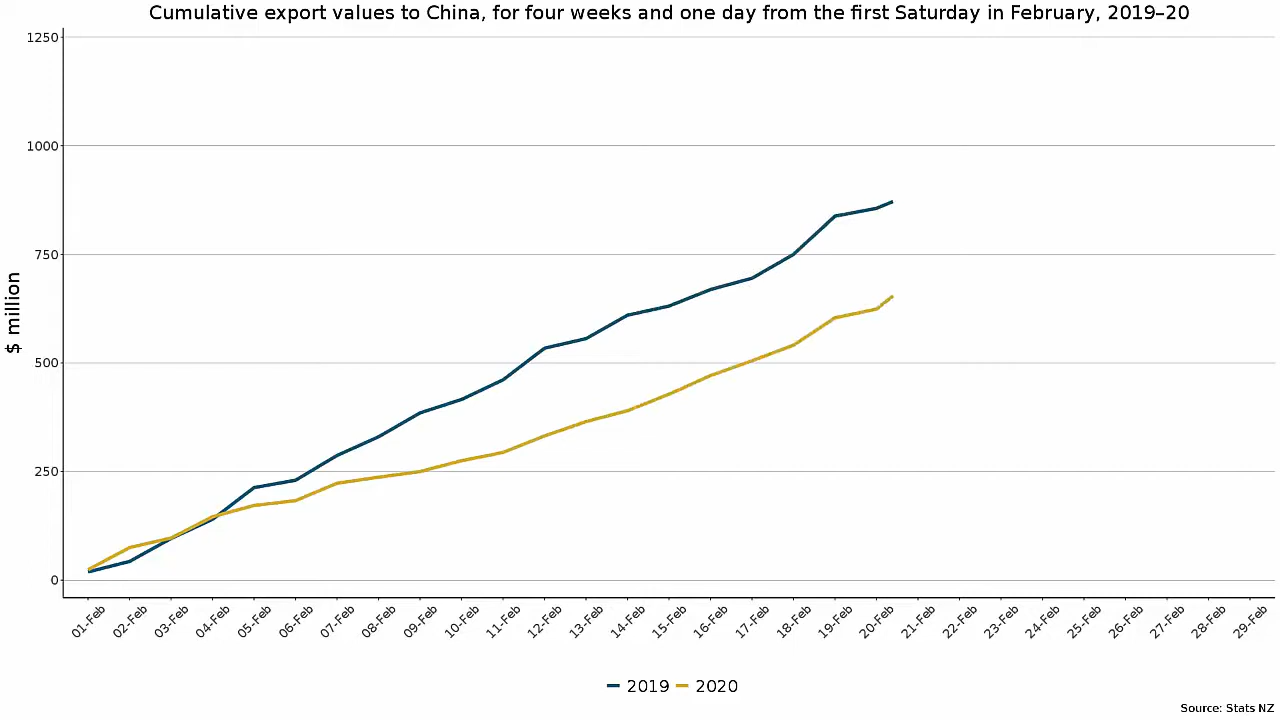 Cumulative export values to China, for four weeks and one day from the first Saturday in February, 2019–20
$ million
1250
1000
750
500
250
0
01-Feb 02-Feb 03-Feb 04-Feb 05-Feb 06-Feb 07-Feb 08-Feb 09-Feb 10-Feb 11-Feb 12-Feb 13-Feb 14-Feb 15-Feb 16-Feb 17-Feb 18-Feb 19-Feb 20-Feb 21-Feb 22-Feb 23-Feb 24-Feb 25-Feb 26-Feb 27-Feb 28-Feb 29-Feb
2019 2020
Source: Stats NZ